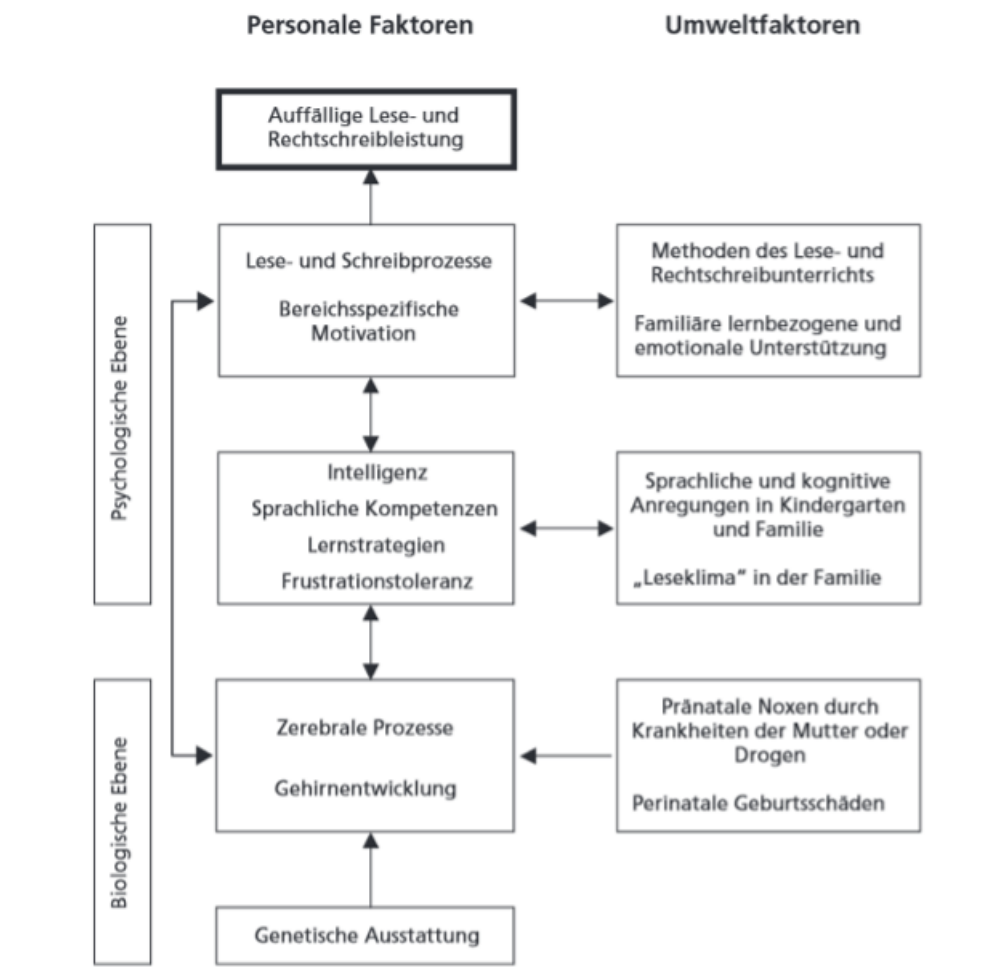 Personale Faktoren
Umweltfaktoren
Auffällige Lese- und
Rechtschreibleistung
Psychologische Ebene
Lese- und Schreibprozesse
Bereichsspezifische
Motivation
Methoden des Lese- und
Rechtschreibunterrichts
Familiäre lernbezogene und
emotionale Unterstützung
Intelligenz
Sprachliche Kompetenzen
Lernstrategien
Frustrationstoleranz
Sprachliche und kognitive
Anregungen in Kindergarten
und Familie
„Leseklima“ in der Familie
Biologische Ebene
Zerebrale Prozesse
Gehirnentwicklung
Pränatale Noxen durch
Krankheiten der Mutter oder
Drogen
Perinatale Geburtsschäden
Genetische Ausstattung